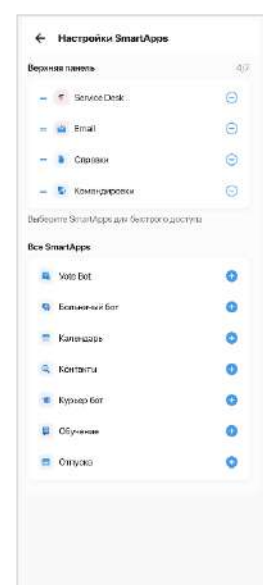 Настройки SmartApps
Верхняя панель 4/7
Service Desk
Email
Справки
Командировки
Выберите SmartApps для быстрого доступа
Все SmartApps
Vote Bot
Больничный бот
Календарь
Контакты
Курьер бот
Обучение
Отпуска